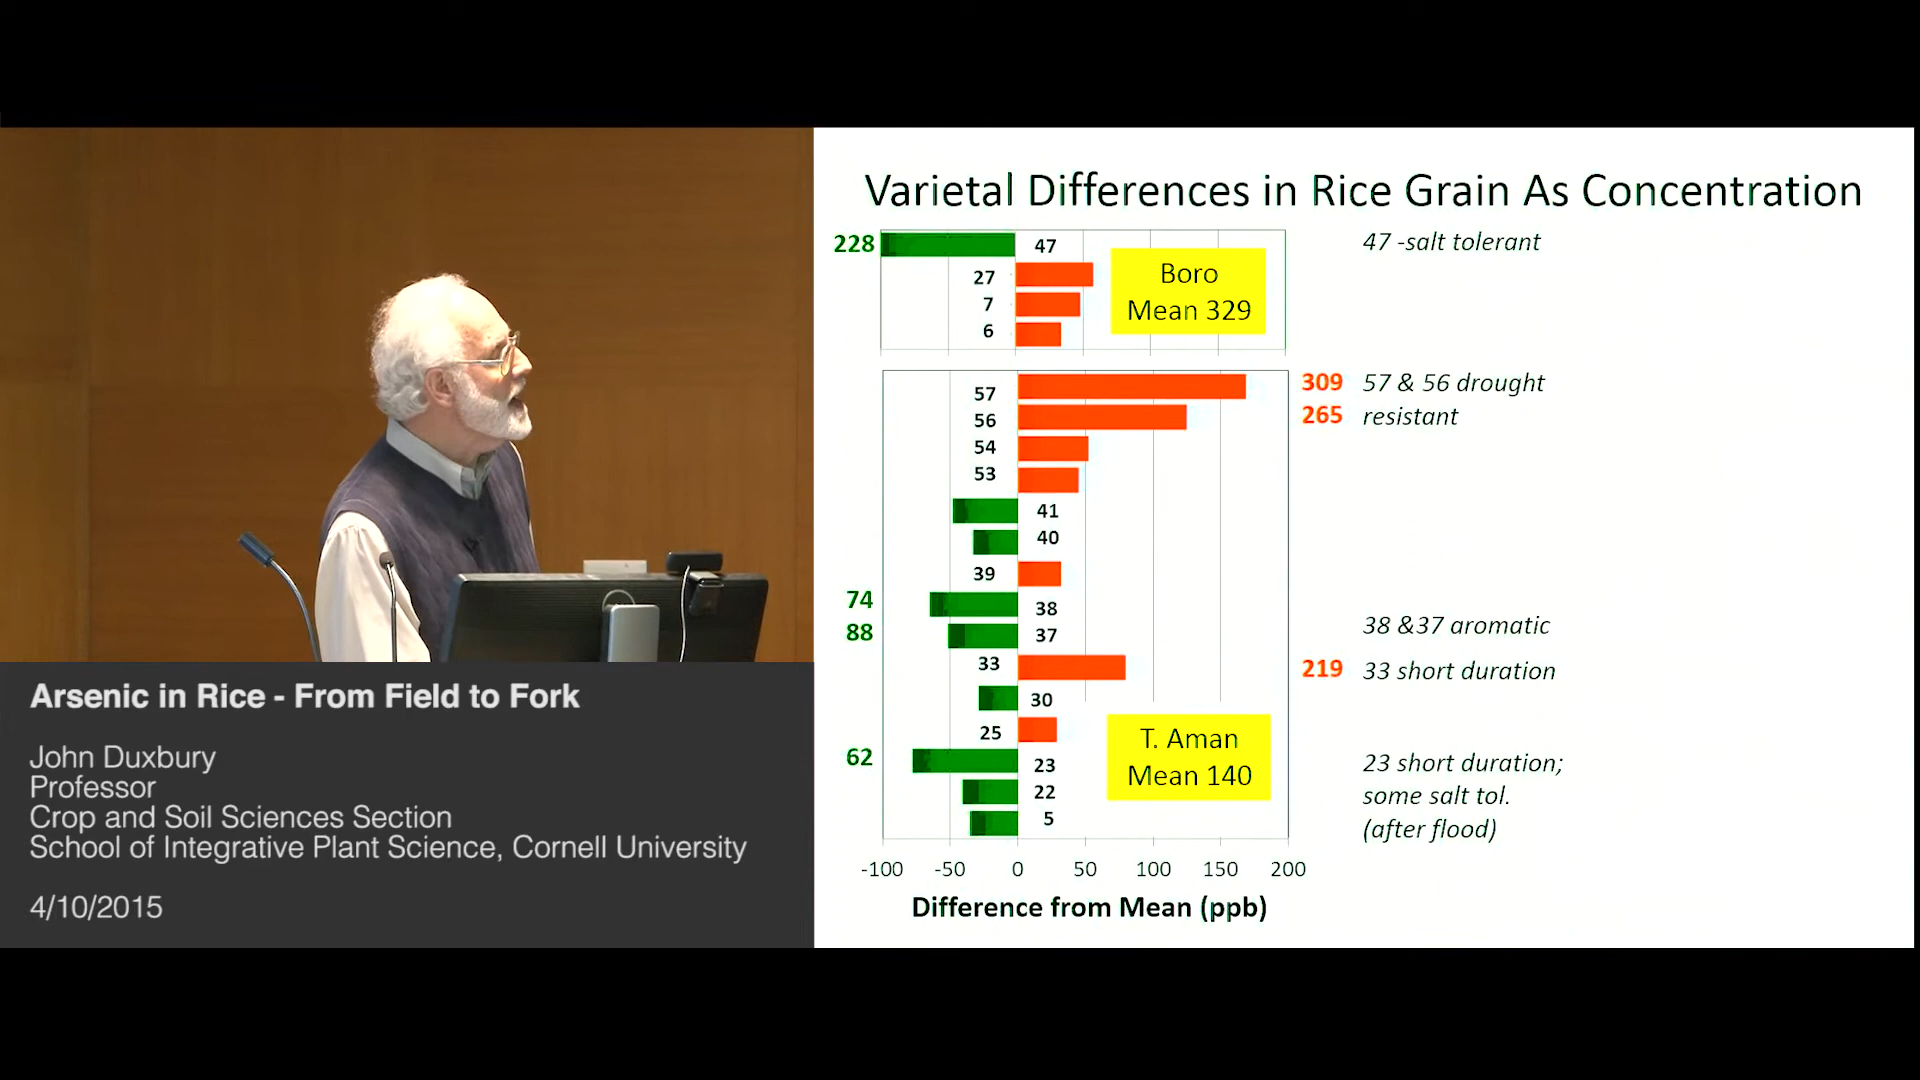 Varietal Differences in Rice Grain As Concentration
228
47
47 -salt tolerant
27
7
6
Boro
Mean 329
57
309
57 & 56 drought
56
265
resistant
54
53
41
40
39
74
38
88
37
38 &37 aromatic
33
219
33 short duration
30
25
T. Aman
Mean 140
62
23
22
5
23 short duration;
some salt tol.
(after flood)
-100 -50 0 50 100 150 200
Difference from Mean (ppb)
Arsenic in Rice - From Field to Fork
John Duxbury
Professor
Crop and Soil Sciences Section
School of Integrative Plant Science, Cornell University
4/10/2015